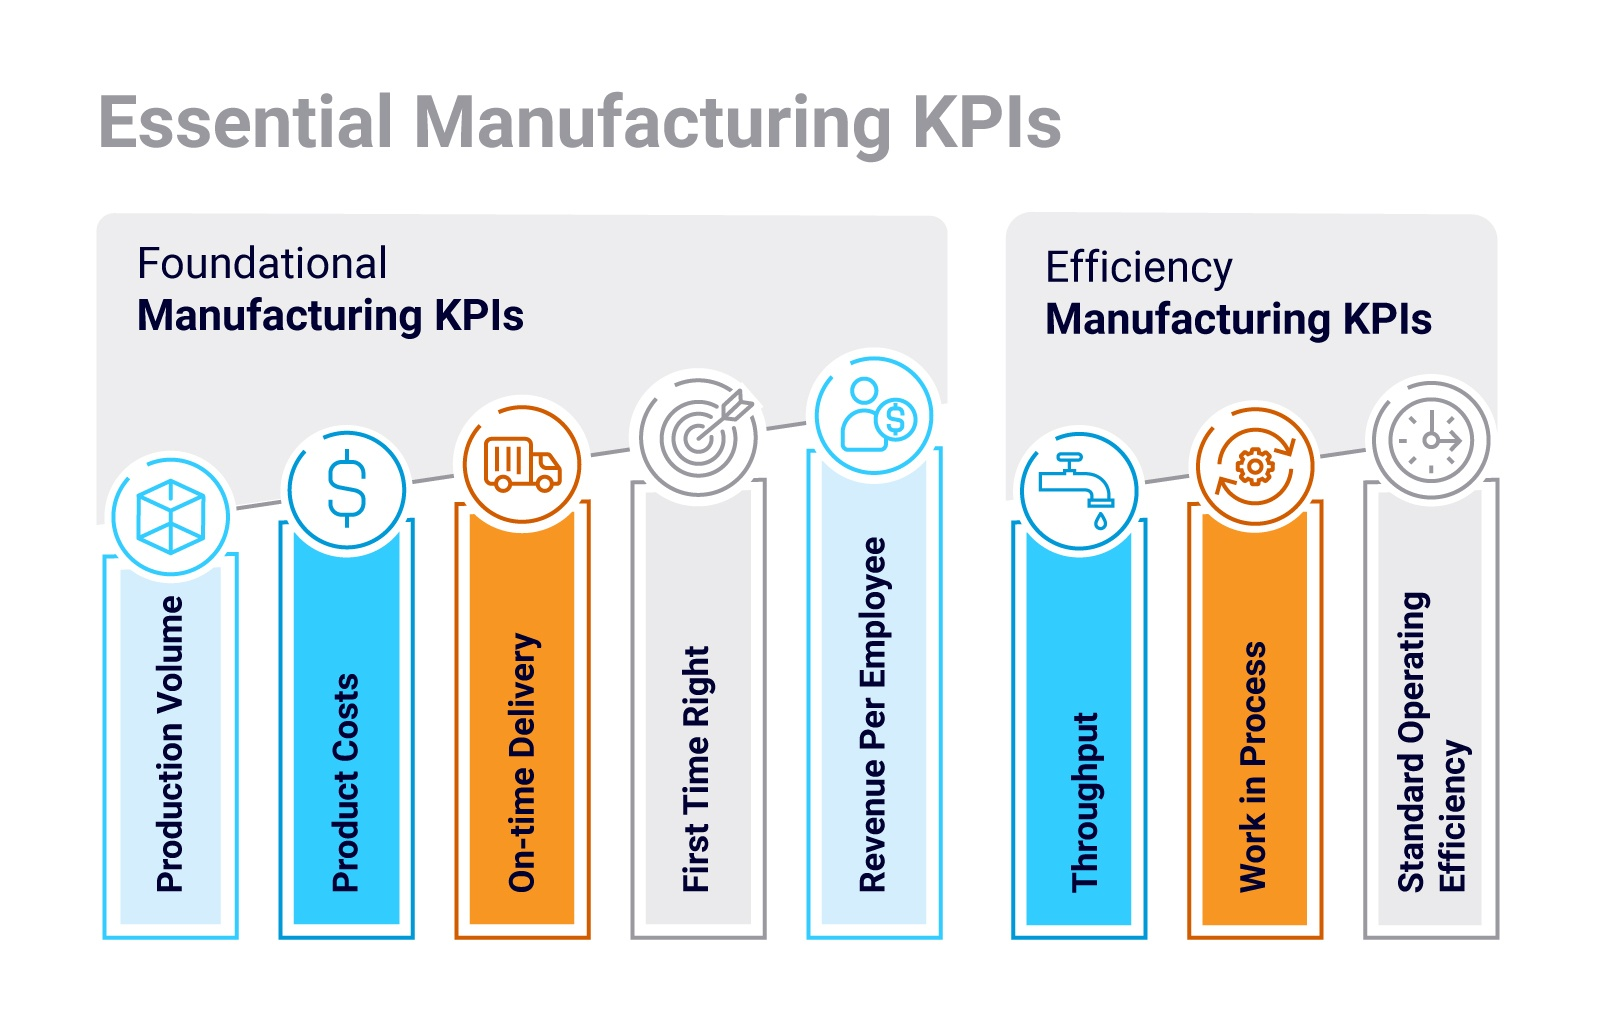 Essential Manufacturing KPIs
Foundational
Manufacturing KPIs
Production Volume
Product Costs
$
On-time Delivery
First Time Right
Revenue Per Employee
$
Efficiency
Manufacturing KPIs
Throughput
Work in Process
Standard Operating
Efficiency